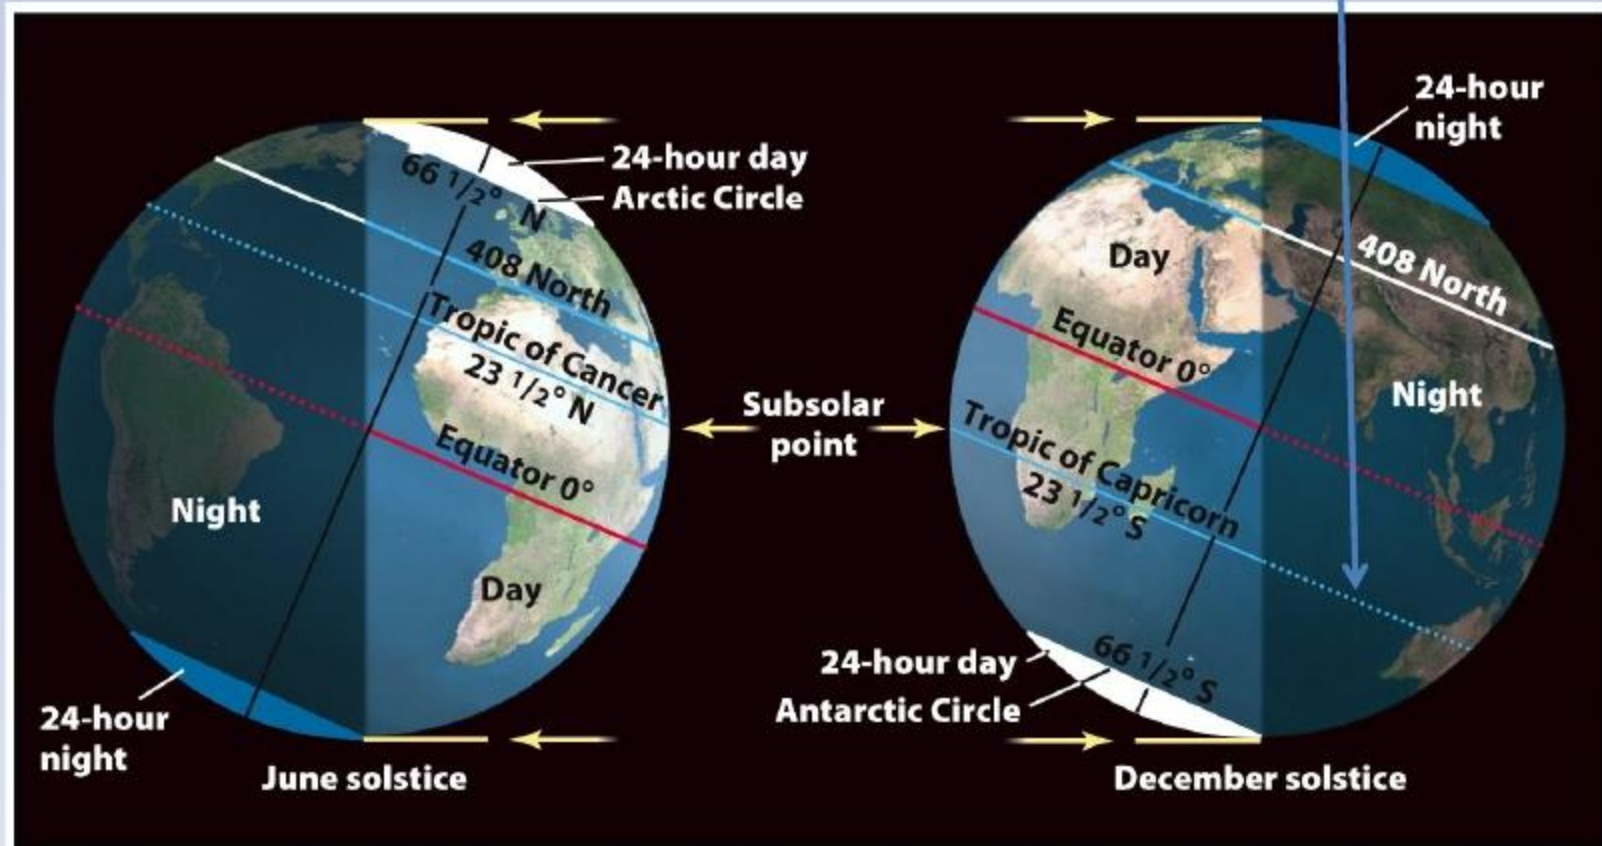 24-hour day
Arctic Circle
66 1/2° N
408 North
Tropic of Cancer
23 1/2° N
Equator 0°
Night
Day
24-hour
night
June solstice
Subsolar
point
24-hour
night
Day
408 North
Equator 0°
Night
Tropic of Capricorn
23 1/2° S
66 1/2° S
24-hour day
Antarctic Circle
December solstice